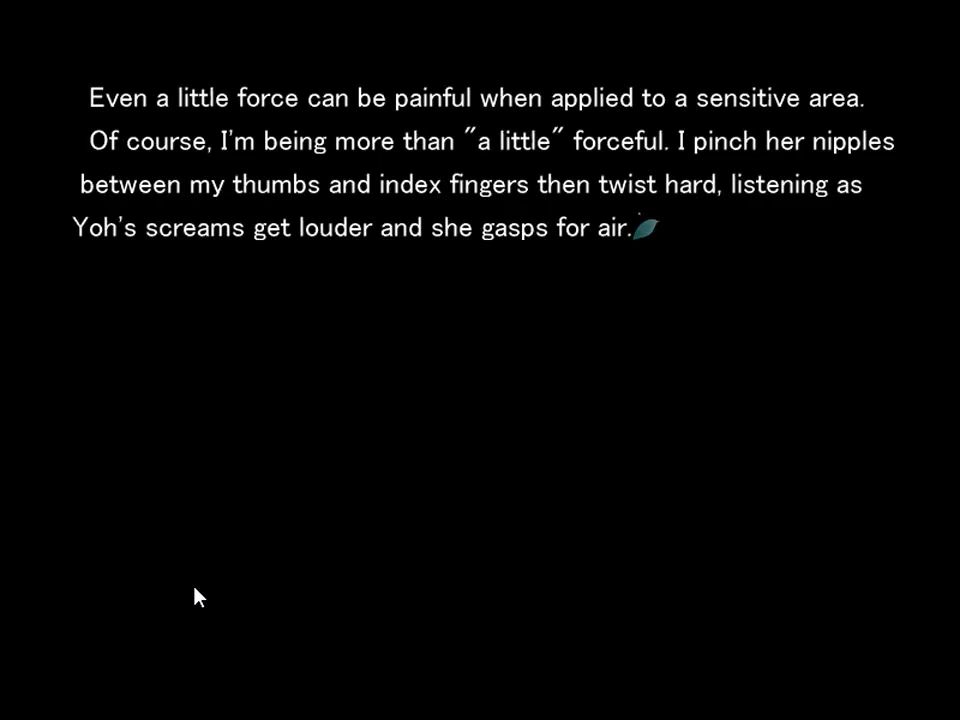 Even a little force can be painful when applied to a sensitive area.
Of course, I'm being more than "a little" forceful. I pinch her nipples
between my thumbs and index fingers then twist hard, listening as
Yoh's screams get louder and she gasps for air.